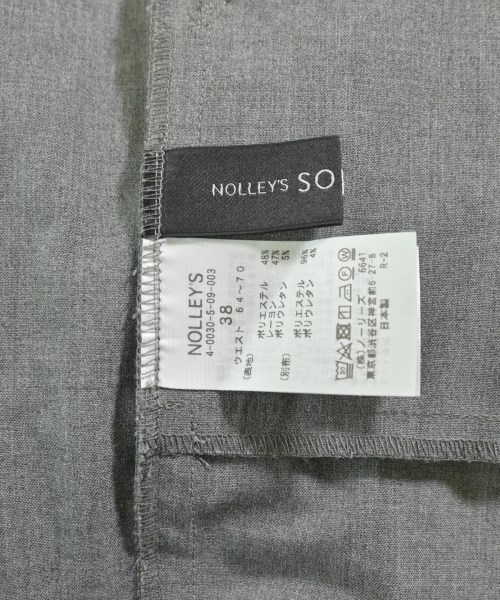 NOLLEY'S SO
NOLLEY'S
4-0030-5-09-003
38
ウエスト 64~70
(表地) ポリエステル 48%
レーヨン 47%
ポリウレタン 5%
(別布) ポリエステル 96%
ポリウレタン 4%
(株)ノーリーズ 6641
東京都渋谷区神宮前6-27-8
日本製 R-2